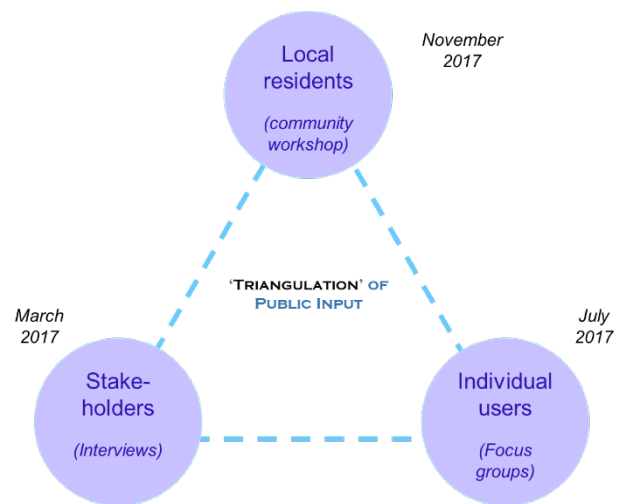 Local
residents
(community
workshop)
November
2017
‘TRIANGULATION’ OF
PUBLIC INPUT
March
2017
Stake-
holders
(Interviews)
July
2017
Individual
users
(Focus
groups)